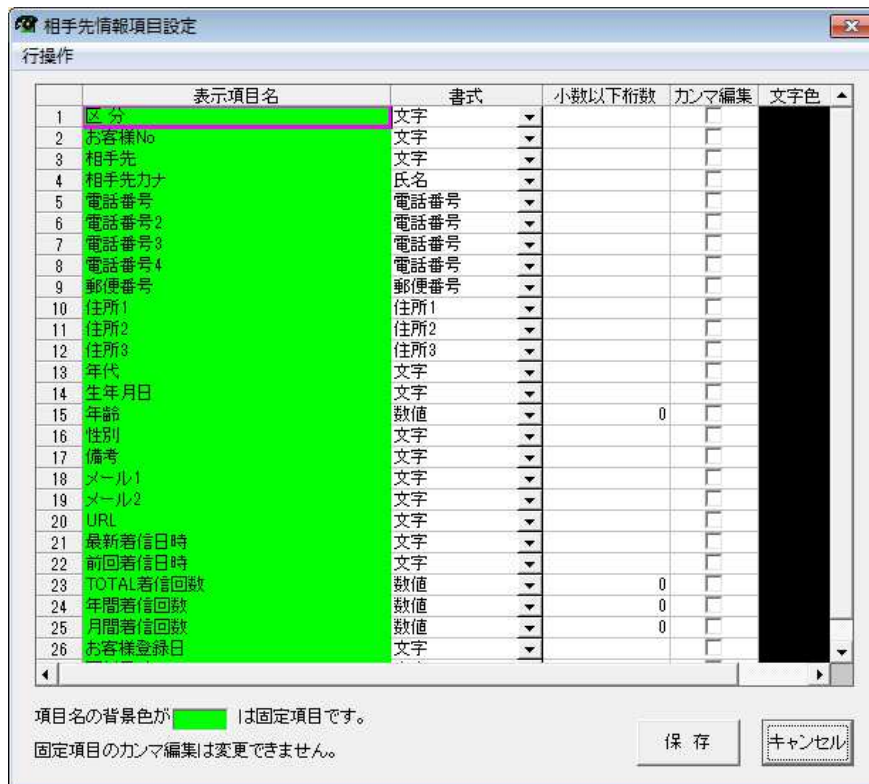 相手先情報項目設定
行操作
表示項目名 書式 小数以下桁数 カンマ編集 文字色
1 区 分 文字
2 お客様No 文字
3 相手先 文字
4 相手先カナ 氏名
5 電話番号 電話番号
6 電話番号2 電話番号
7 電話番号3 電話番号
8 電話番号4 電話番号
9 郵便番号 郵便番号
10 住所1 住所1
11 住所2 住所2
12 住所3 住所3
13 年代 文字
14 生年月日 文字
15 年齢 数値 0
16 性別 文字
17 備考 文字
18 メール1 文字
19 メール2 文字
20 URL 文字
21 最新着信日時 文字
22 前回着信日時 文字
23 TOTAL着信回数 数値 0
24 年間着信回数 数値 0
25 月間着信回数 数値 0
26 お客様登録日 文字
項目名の背景色が は固定項目です。
固定項目のカンマ編集は変更できません。
保 存 キャンセル